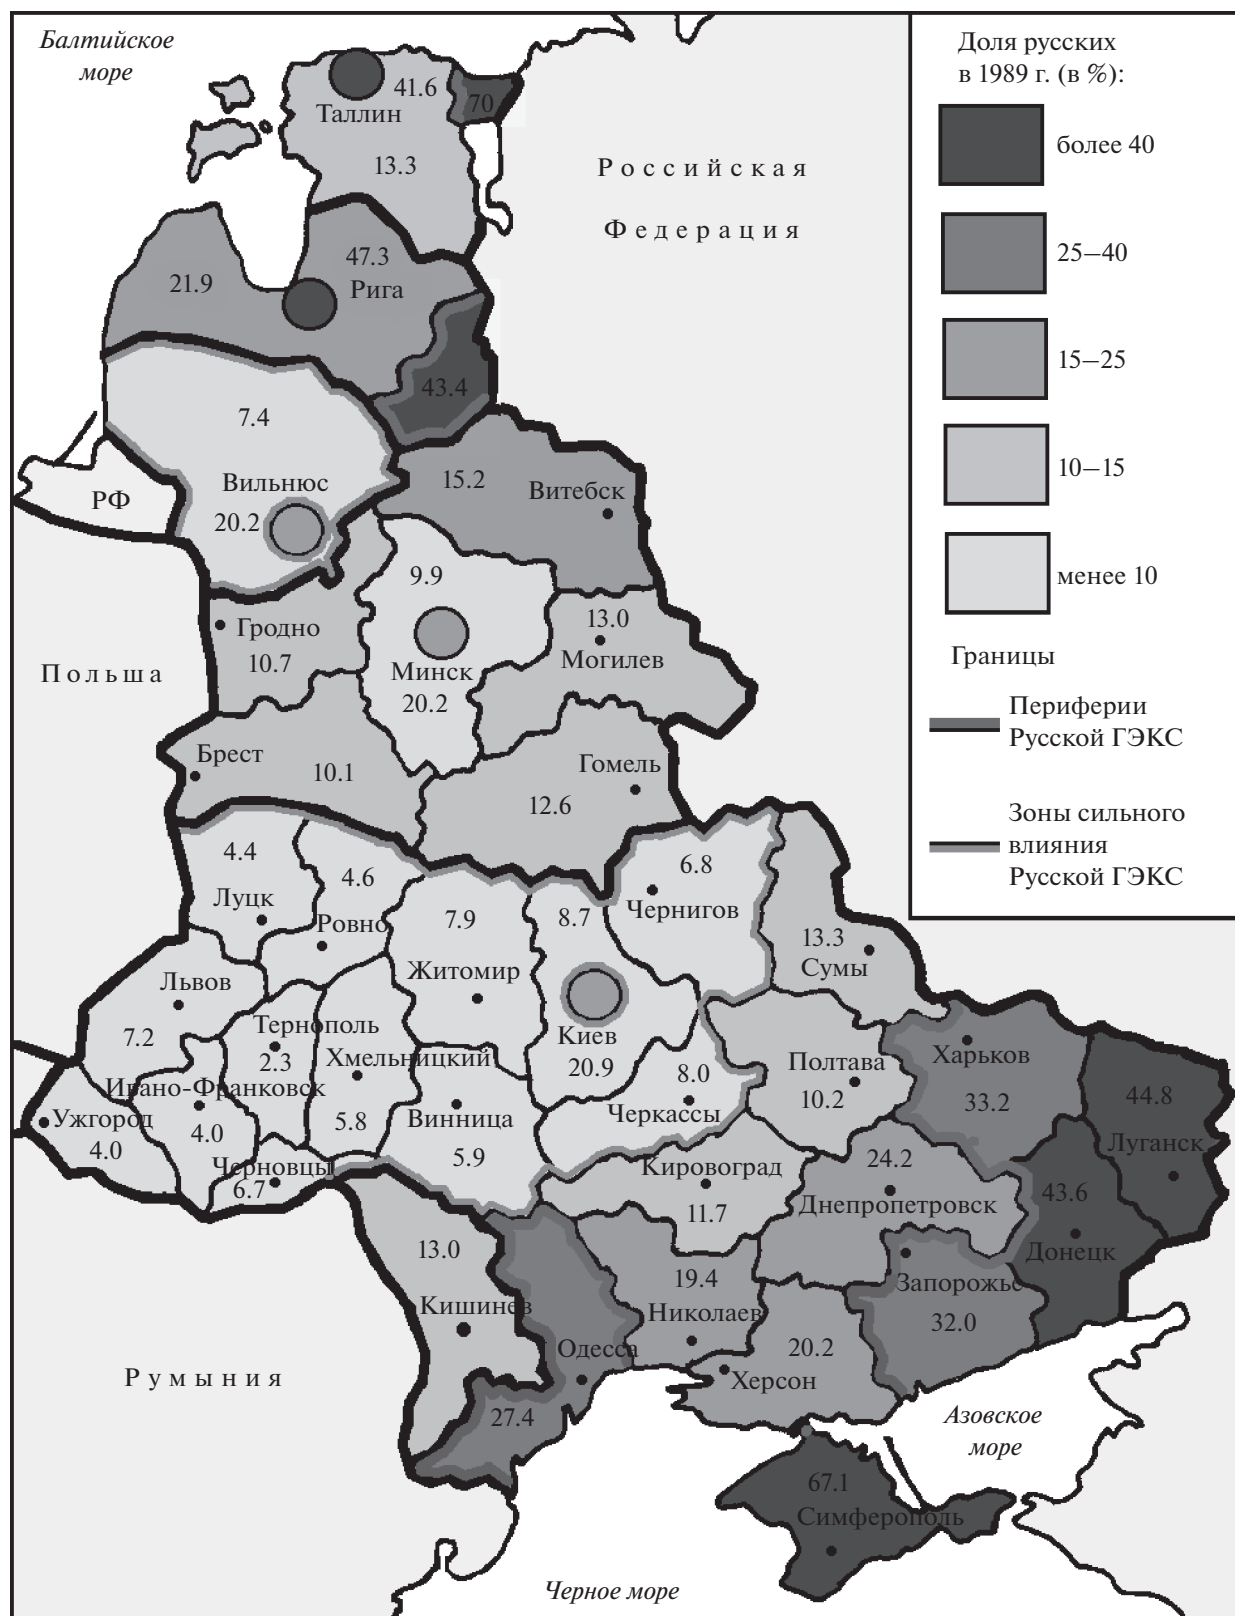 Балтийское
море
41.6
70
Таллин
13.3
Российская
Федерация
47.3
21.9
Рига
43.4
7.4
Вильнюс
РФ
20.2
15.2
Витебск
9.9
13.0
Гродно
Могилев
10.7
Польша
Минск
20.2
Брест
10.1
Гомель
12.6
4.4
4.6
6.8
Луцк
Ровно
7.9
8.7
Чернигов
13.3
Сумы
Львов
Житомир
7.2
Тернополь
2.3
Хмельницкий
Киев
20.9
8.0
Полтава
10.2
Харьков
33.2
44.8
Ивано-Франковск
Ужгород
4.0
4.0
5.8
Винница
5.9
Черкассы
Луганск
Черновцы
6.7
Кировоград
11.7
24.2
Днепропетровск
43.6
Донецк
13.0
Кишинев
19.4
Николаев
Запорожье
32.0
Одесса
20.2
Херсон
Румыния
27.4
Азовское
море
67.1
Симферополь
Черное море
Доля русских
в 1989 г. (в %):
более 40
25–40
15–25
10–15
менее 10
Границы
Периферии
Русской ГЭКС
Зоны сильного
влияния
Русской ГЭКС